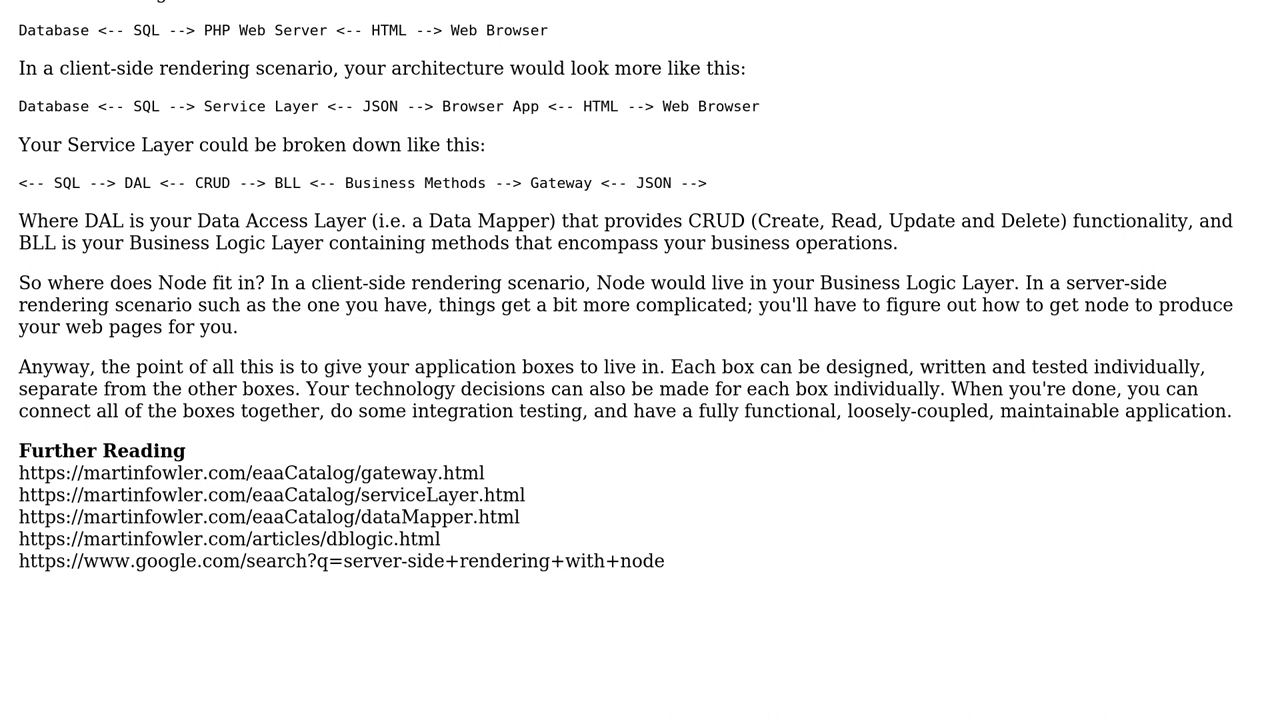 Database <-- SQL --> PHP Web Server <-- HTML --> Web Browser
In a client-side rendering scenario, your architecture would look more like this:
Database <-- SQL --> Service Layer <-- JSON --> Browser App <-- HTML --> Web Browser
Your Service Layer could be broken down like this:
<-- SQL --> DAL <-- CRUD --> BLL <-- Business Methods --> Gateway <-- JSON -->
Where DAL is your Data Access Layer (i.e. a Data Mapper) that provides CRUD (Create, Read, Update and Delete) functionality, and
BLL is your Business Logic Layer containing methods that encompass your business operations.
So where does Node fit in? In a client-side rendering scenario, Node would live in your Business Logic Layer. In a server-side
rendering scenario such as the one you have, things get a bit more complicated; you'll have to figure out how to get node to produce
your web pages for you.
Anyway, the point of all this is to give your application boxes to live in. Each box can be designed, written and tested individually,
separate from the other boxes. Your technology decisions can also be made for each box individually. When you're done, you can
connect all of the boxes together, do some integration testing, and have a fully functional, loosely-coupled, maintainable application.
Further Reading
https://martinfowler.com/eaaCatalog/gateway.html
https://martinfowler.com/eaaCatalog/serviceLayer.html
https://martinfowler.com/eaaCatalog/dataMapper.html
https://martinfowler.com/articles/dblogic.html
https://www.google.com/search?q=server-side+rendering+with+node